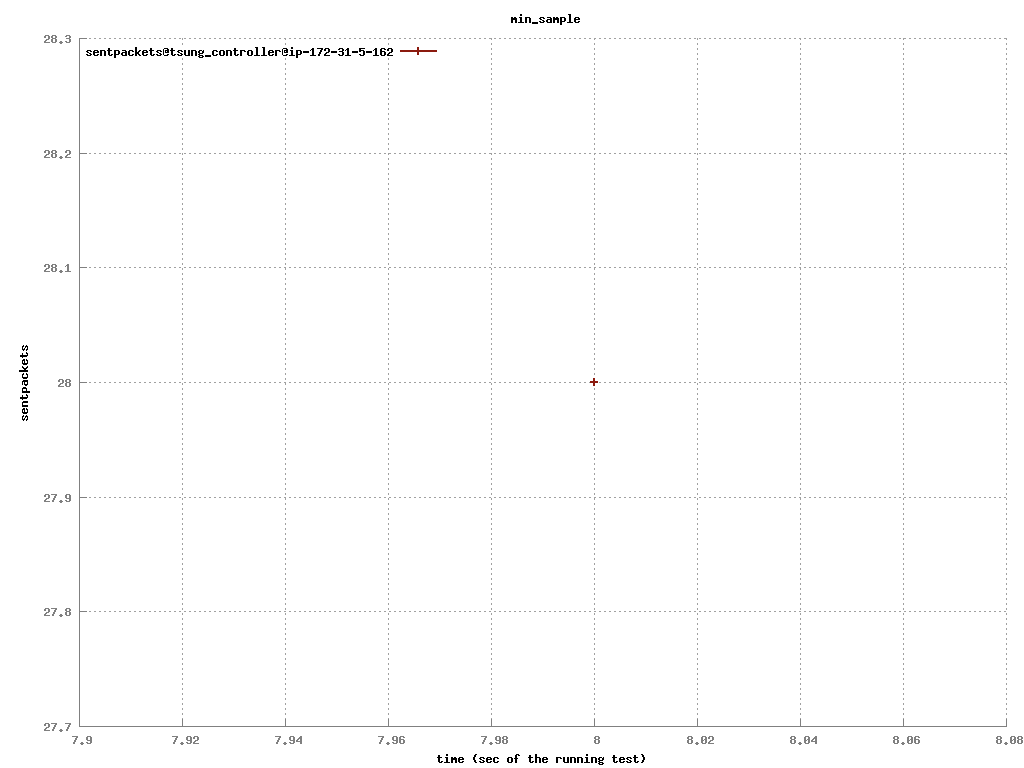 min_sample
28.3
sentpackets@tsung_controller@ip-172-31-5-162
28.2
28.1
sentpackets
28
27.9
27.8
27.7
7.9 7.92 7.94 7.96 7.98 8 8.02 8.04 8.06 8.08
time (sec of the running test)